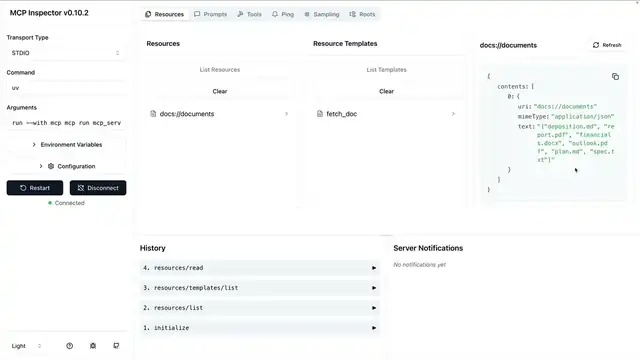 MCP Inspector v0.10.2
Transport Type
STDIO
Command
uv
Arguments
run --with mcp mcp run mcp_serv
Environment Variables
Configuration
Restart
Disconnect
Connected
Light
Resources
Prompts
Tools
Ping
Sampling
Roots
Resources
List Resources
Clear
docs://documents
Resource Templates
List Templates
Clear
fetch_doc
docs://documents
Refresh
{
contents: [
0: {
uri: "docs://documents"
mimeType: "application/json"
text: "["deposition.md", "re
port.pdf", "financial
s.docx", "outlook.pd
f", "plan.md", "spec.t
xt"]"
}
]
}
History
4. resources/read
3. resources/templates/list
2. resources/list
1. initialize
Server Notifications
No notifications yet